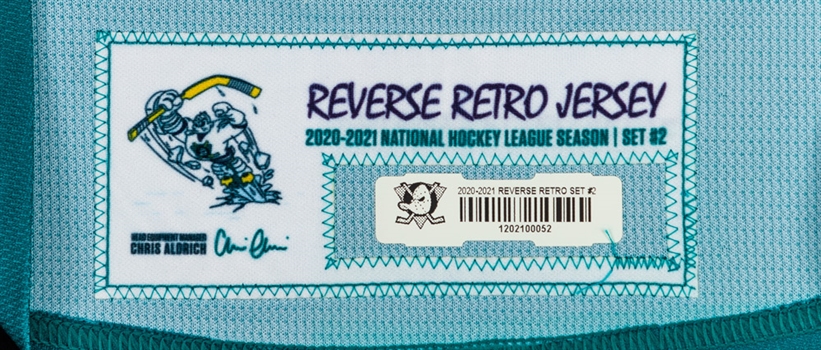 REVERSE RETRO JERSEY
2020-2021 NATIONAL HOCKEY LEAGUE SEASON | SET #2
2020-2021 REVERSE RETRO SET #2
1202100052
HEAD EQUIPMENT MANAGER
CHRIS ALDRICH